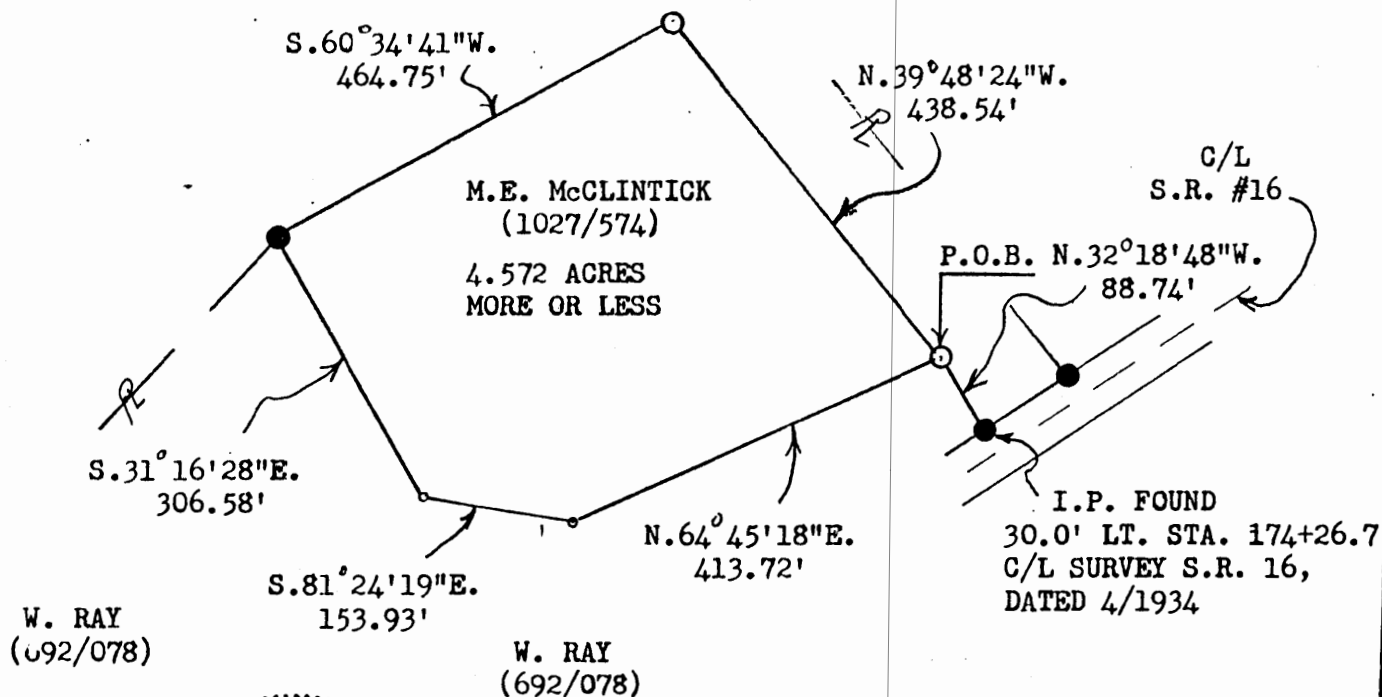 S.60°34'41"W.
464.75'
N.39°48'24"W.
438.54'
C/L
S.R. #16
M.E. McCLINTICK
(1027/574)
4.572 ACRES
MORE OR LESS
P.O.B. N.32°18'48"W.
88.74'
S.31°16'28"E.
306.58'
S.81°24'19"E.
153.93'
N.64°45'18"E.
413.72'
I.P. FOUND
30.0' LT. STA. 174+26.7
C/L SURVEY S.R. 16,
DATED 4/1934
W. RAY
(692/078)
W. RAY
(692/078)